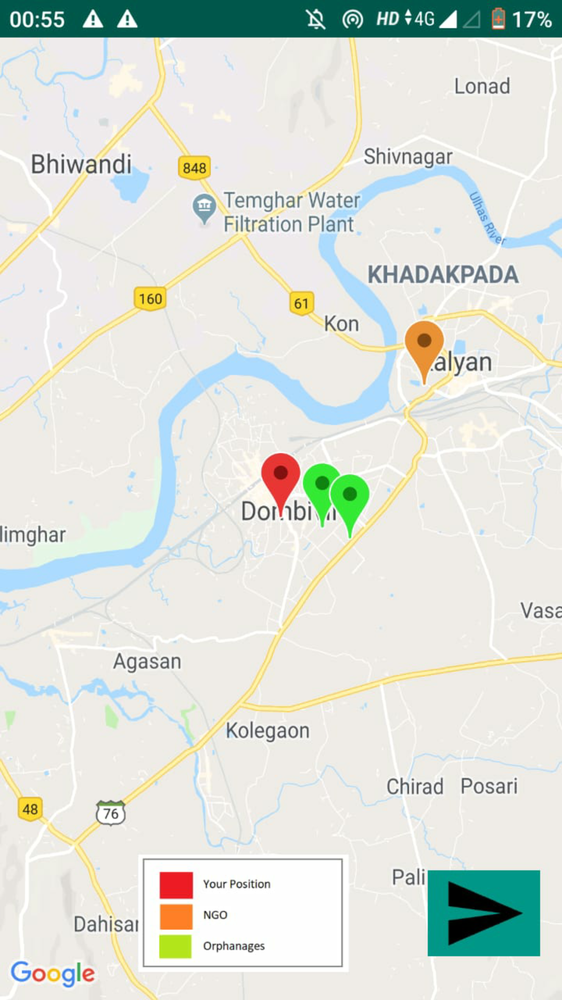 00:55 HD 4G 17%
Lonad
Shivnagar
Bhiwandi
848
Temghar Water
Filtration Plant
Ulhas River
KHADAKPADA
160
61
Kon
alyan
Dombi
limghar
Vasa
Agasan
Kolegaon
Chirad Posari
48
76
Pali
Your Position
NGO
Dahisar
Orphanages
Google